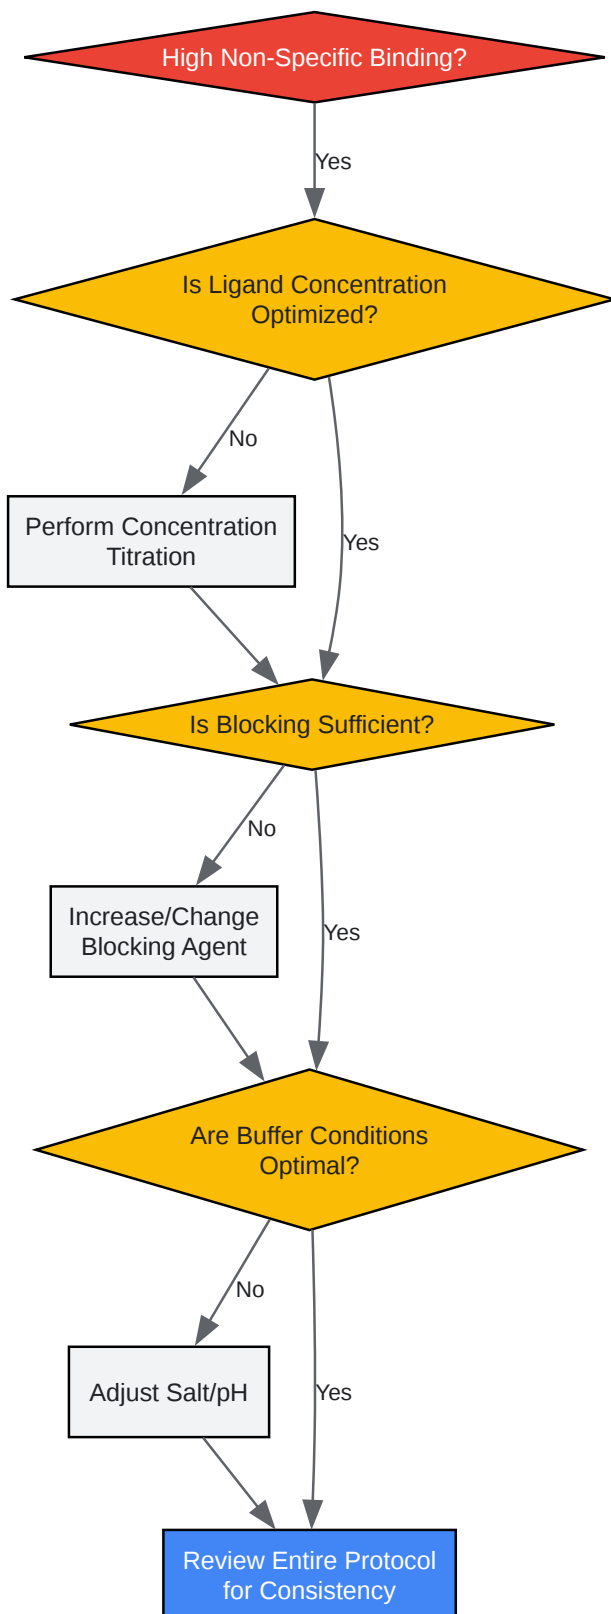 High Non-Specific Binding?
Yes
Is Ligand Concentration
Optimized?
No
Yes
Perform Concentration
Titration
Is Blocking Sufficient?
No
Yes
Increase/Change
Blocking Agent
Are Buffer Conditions
Optimal?
No
Yes
Adjust Salt/pH
Review Entire Protocol
for Consistency